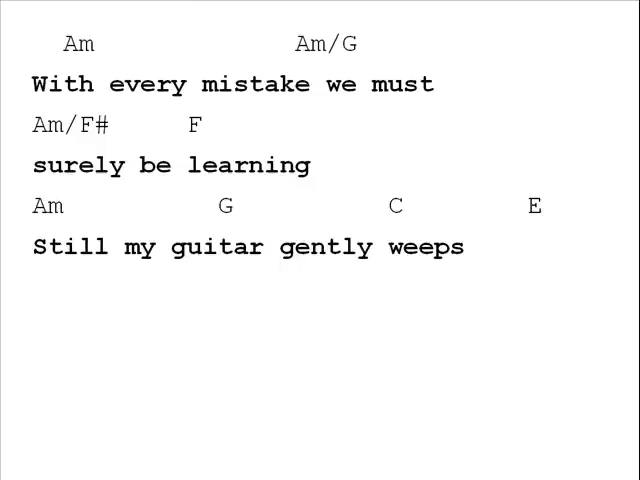 Am Am/G
With every mistake we must
Am/F# F
surely be learning
Am G C E
Still my guitar gently weeps